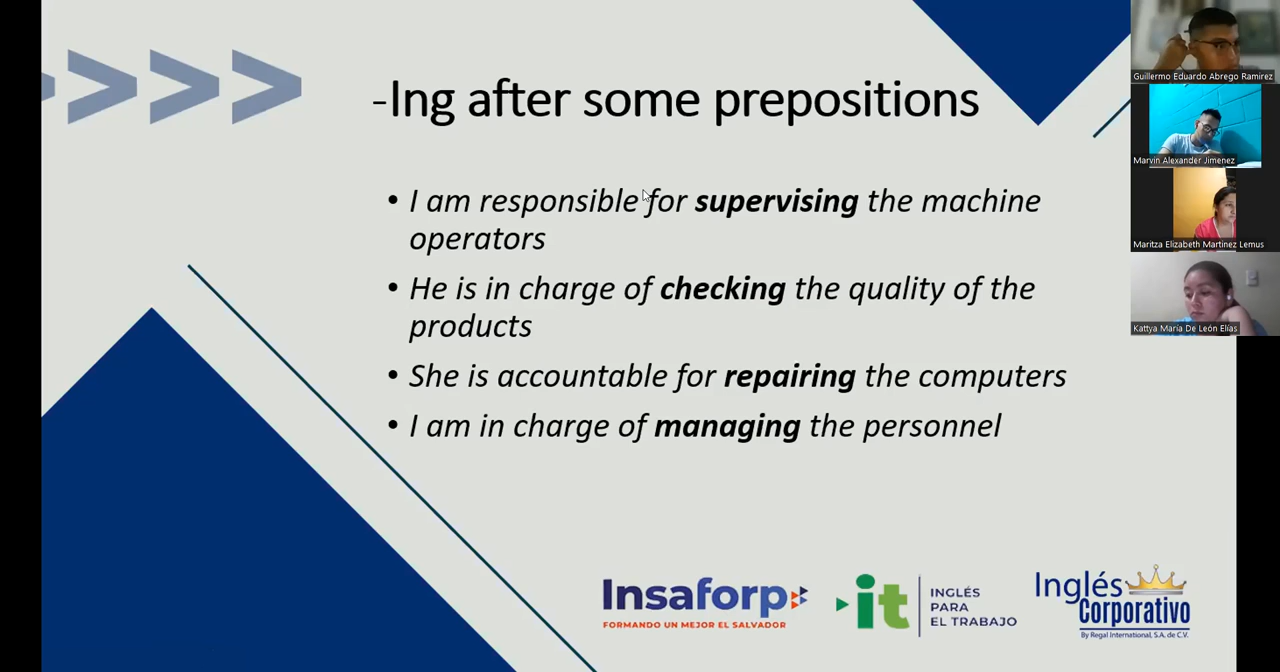 -Ing after some prepositions
• I am responsible for supervising the machine
operators
• He is in charge of checking the quality of the
products
• She is accountable for repairing the computers
• I am in charge of managing the personnel
Insaforp
FORMANDO UN MEJOR EL SALVADOR
it
INGLÉS
PARA
EL TRABAJO
Inglés
Corporativo
By Regal International, S.A. de C.V.
Guillermo Eduardo Abrego Ramirez
Marvin Alexander Jimenez
Maritza Elizabeth Martinez Lemus
Kattya María De León Elías